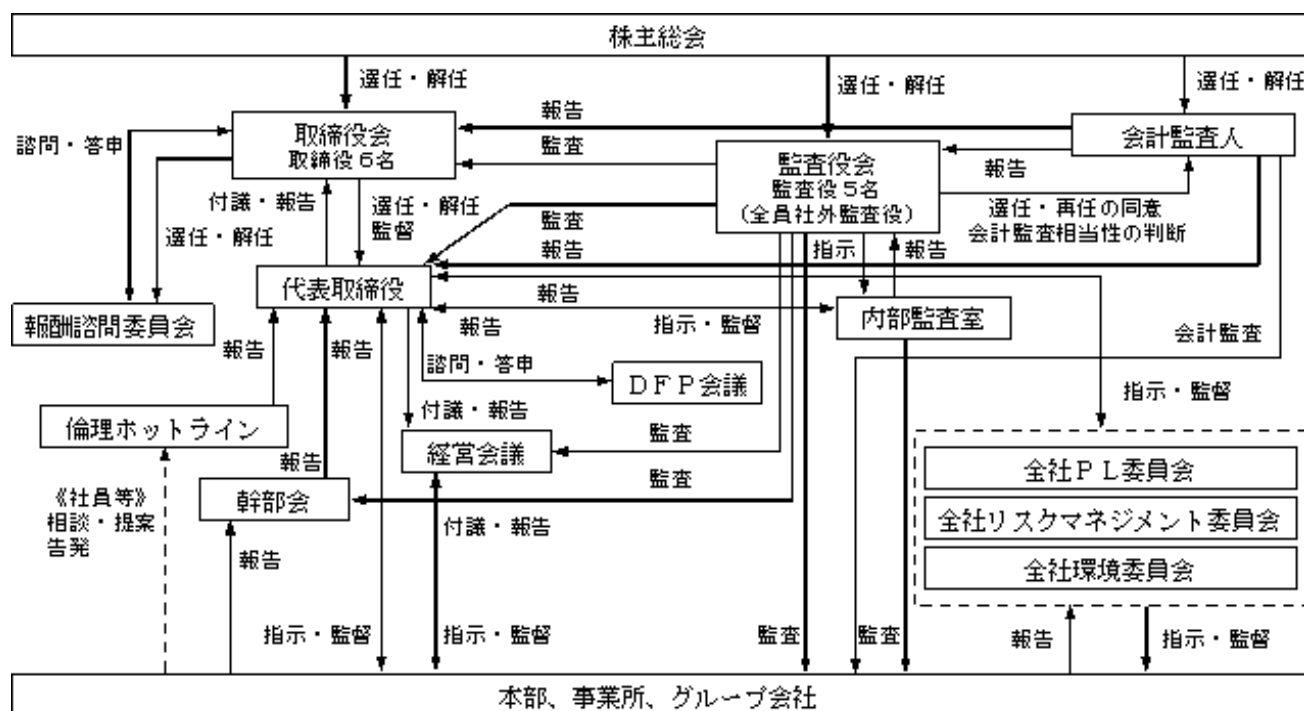 株主総会
選任・解任
選任・解任
選任・解任
報告
諮問・答申
取締役会
取締役6名
監査
監査役会
監査役5名
(全員社外監査役)
会計監査人
報告
付議・報告
選任・解任
監督
監査
選任・再任の同意
会計監査相当性の判断
選任・解任
報告
指示
報告
代表取締役
報告
報酬諮問委員会
報告
指示・監督
内部監査室
会計監査
報告
報告
諮問・答申
DFP会議
指示・監督
付議・報告
倫理ホットライン
経営会議
監査
報告
全社PL委員会
監査
《社員等》
相談・提案
告発
幹部会
付議・報告
全社リスクマネジメント委員会
報告
全社環境委員会
指示・監督
指示・監督
監査
監査
報告
指示・監督
本部、事業所、グループ会社